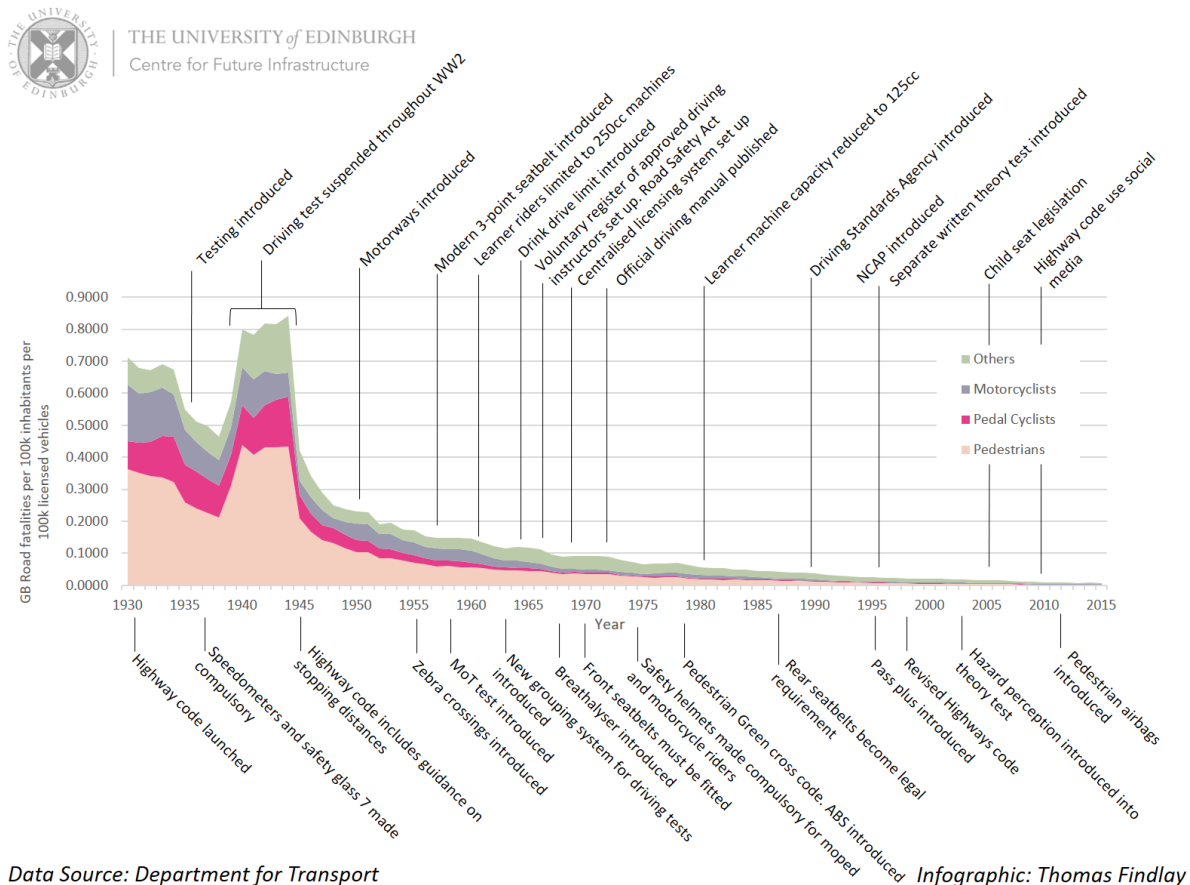 THE UNIVERSITY of EDINBURGH
Centre for Future Infrastructure
THE UNIVERSITY OF EDINBURGH
Testing introduced
Driving test suspended throughout WW2
Motorways introduced
Modern 3-point seatbelt introduced
Learner riders limited to 250cc machines
Drink drive limit introduced
Voluntary register of approved driving
instructors set up. Road Safety Act
Centralised licensing system set up
Official driving manual published
Learner machine capacity reduced to 125cc
Driving Standards Agency introduced
NCAP introduced
Separate written theory test introduced
Child seat legislation
Highway code use social
media
GB Road fatalities per 100k inhabitants per
100k licensed vehicles
0.9000
0.8000
0.7000
0.6000
0.5000
0.4000
0.3000
0.2000
0.1000
0.0000
Others
Motorcyclists
Pedal Cyclists
Pedestrians
1930 1935 1940 1945 1950 1955 1960 1965 1970 1975 1980 1985 1990 1995 2000 2005 2010 2015
Year
Highway code launched
Speedometers and safety glass 7 made
compulsory
Highway code includes guidance on
stopping distances
Zebra crossings introduced
MoT test introduced
New grouping system for driving tests
introduced
Breathalyser introduced
Front seatbelts must be fitted
Safety helmets made compulsory for moped
and motorcycle riders
Pedestrian Green cross code. ABS introduced
Rear seatbelts become legal
requirement
Pass plus introduced
Revised Highways code
Hazard perception introduced into
theory test
Pedestrian airbags
introduced
Data Source: Department for Transport
Infographic: Thomas Findlay